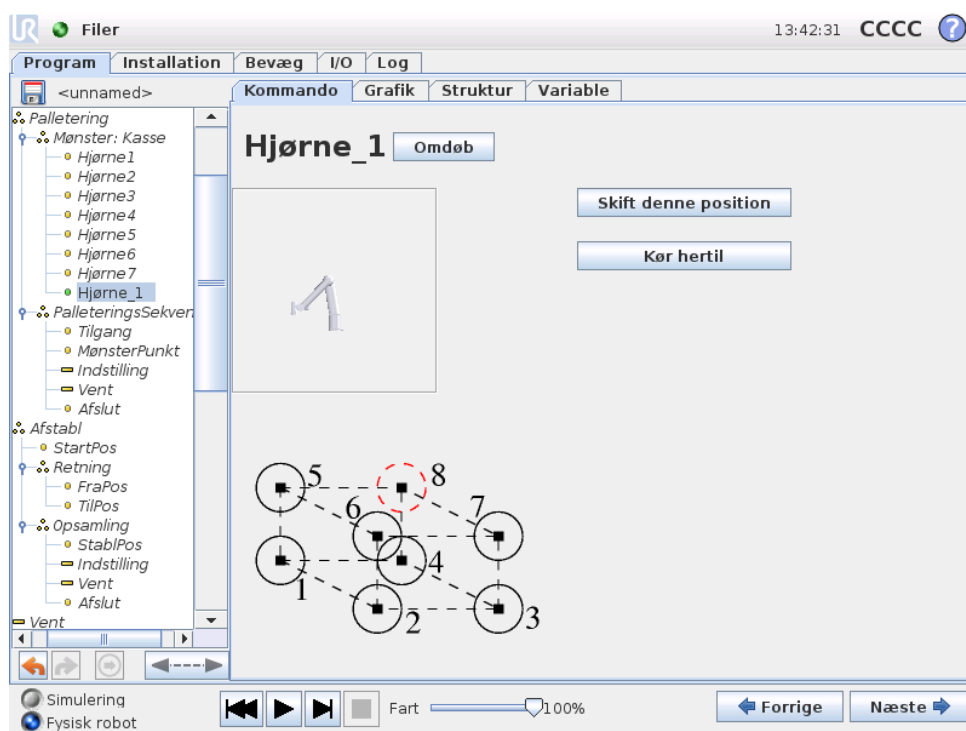 UR Filer 13:42:31 CCCC ?
Program Installation Bevæg I/O Log
<unnamed>
Kommando Grafik Struktur Variable
Palletering
Mønster: Kasse
Hjørne1
Hjørne2
Hjørne3
Hjørne4
Hjørne5
Hjørne6
Hjørne7
Hjørne_1
PalleteringsSekven
Tilgang
MønsterPunkt
Indstilling
Vent
Afslut
Afstabl
StartPos
Retning
FraPos
TilPos
Opsamling
StablPos
Indstilling
Vent
Afslut
Vent
Hjørne_1 Omdøb
Skift denne position
Kør hertil
5 8
6 7
1 4
2 3
Simulering
Fysisk robot
Fart 100%
Forrige Næste